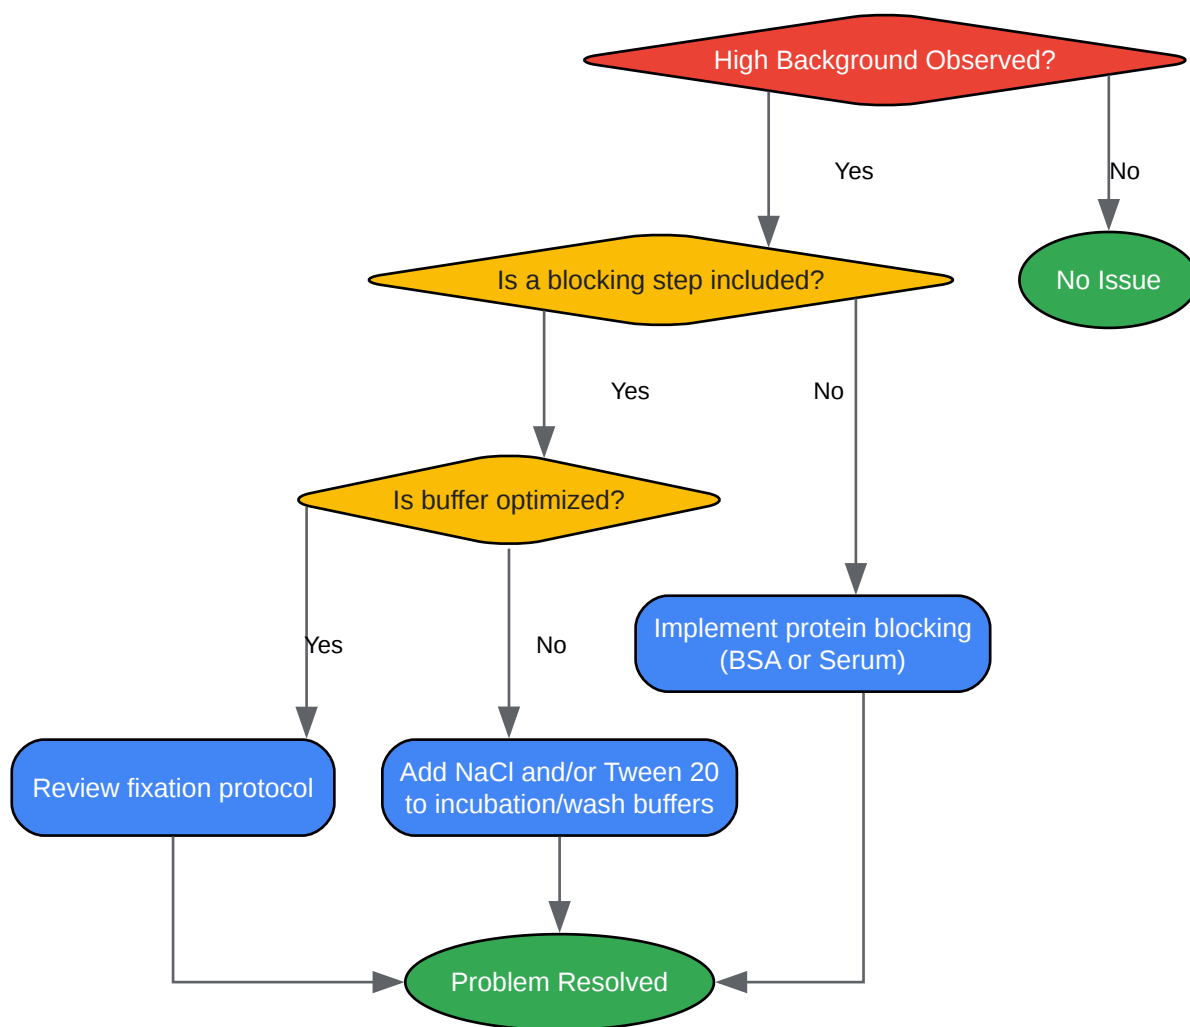 High Background Observed?
Yes
No
Is a blocking step included?
No Issue
Yes
No
Is buffer optimized?
Implement protein blocking
(BSA or Serum)
Yes
No
Review fixation protocol
Add NaCl and/or Tween 20
to incubation/wash buffers
Problem Resolved